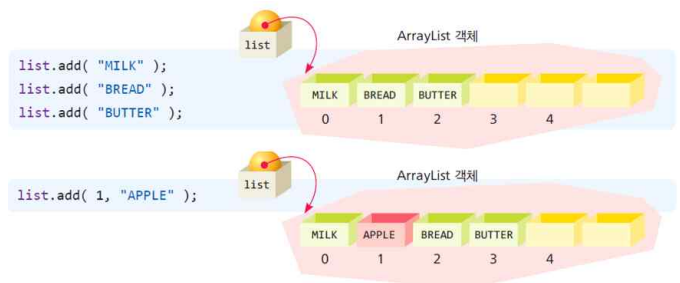 list
ArrayList 객체
list.add( "MILK" );
list.add( "BREAD" );
list.add( "BUTTER" );
MILK BREAD BUTTER
0 1 2 3 4
list
ArrayList 객체
list.add( 1, "APPLE" );
MILK APPLE BREAD BUTTER
0 1 2 3 4